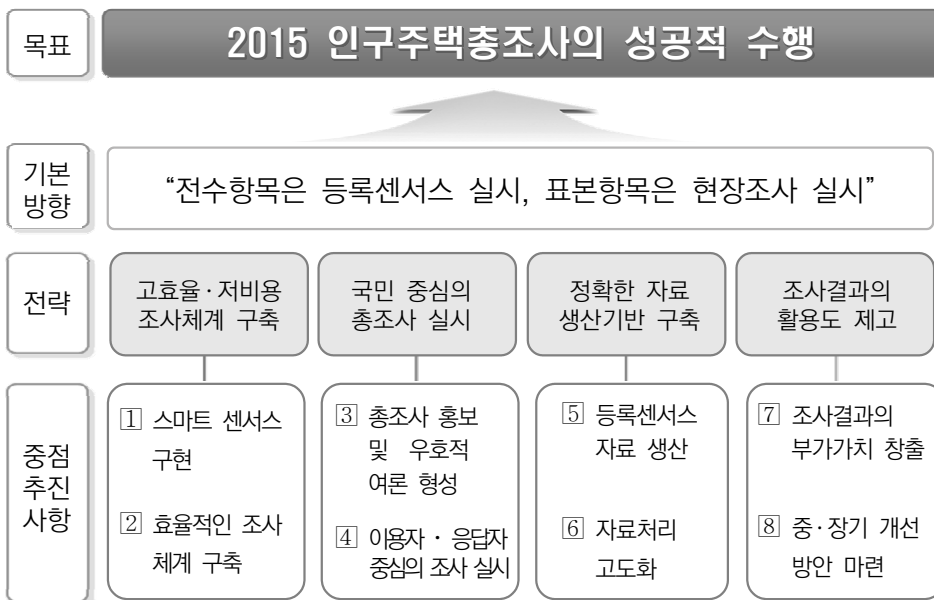 목표
2015 인구주택총조사의 성공적 수행
기본
방향
“전수항목은 등록센서스 실시, 표본항목은 현장조사 실시”
전략
고효율·저비용
조사체계 구축
국민 중심의
총조사 실시
정확한 자료
생산기반 구축
조사결과의
활용도 제고
중점
추진
사항
1 스마트 센서스
구현
2 효율적인 조사
체계 구축
3 총조사 홍보
및 우호적
여론 형성
4 이용자·응답자
중심의 조사 실시
5 등록센서스
자료 생산
6 자료처리
고도화
7 조사결과의
부가가치 창출
8 중·장기 개선
방안 마련